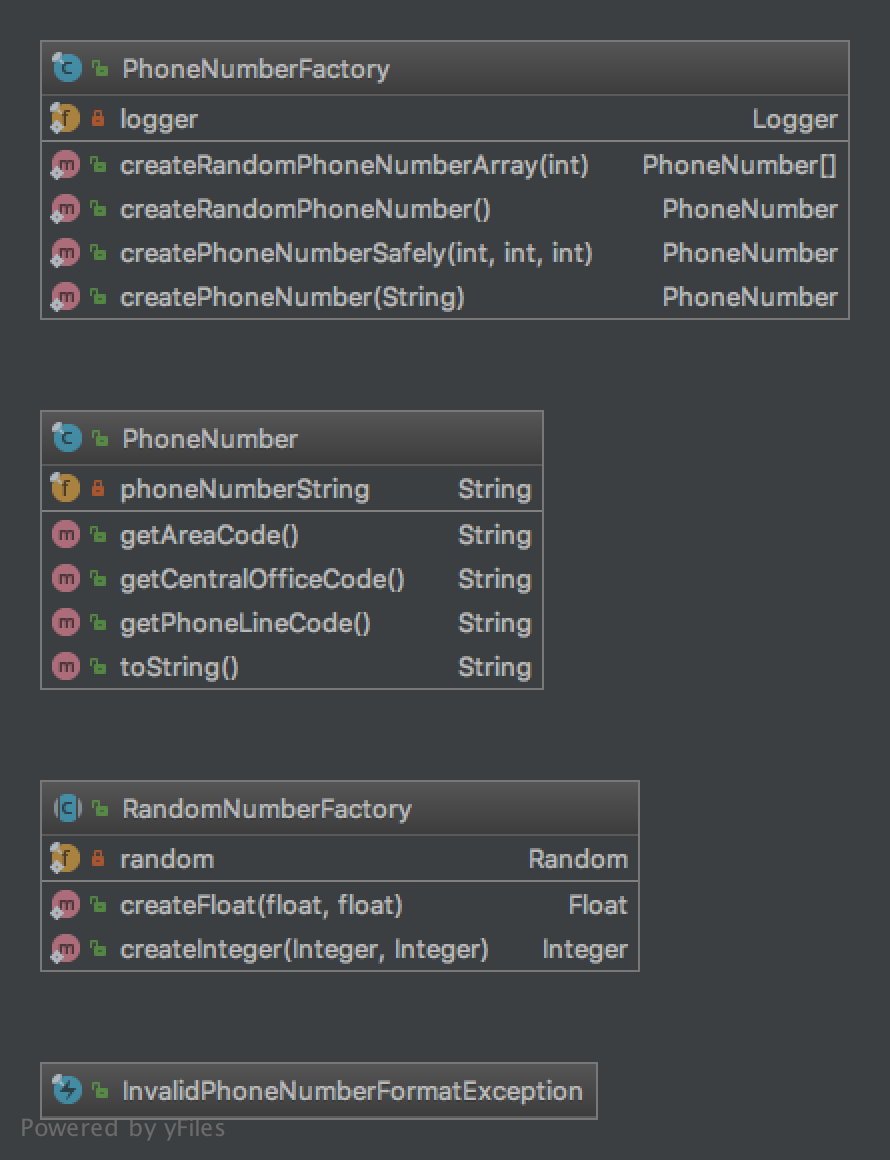 PhoneNumberFactory
logger Logger
createRandomPhoneNumberArray(int) PhoneNumber[]
createRandomPhoneNumber() PhoneNumber
createPhoneNumberSafely(int, int, int) PhoneNumber
createPhoneNumber(String) PhoneNumber
PhoneNumber
phoneNumberString String
getAreaCode() String
getCentralOfficeCode() String
getPhoneLineCode() String
toString() String
RandomNumberFactory
random Random
createFloat(float, float) Float
createInteger(Integer, Integer) Integer
InvalidPhoneNumberFormatException
Powered by yFiles